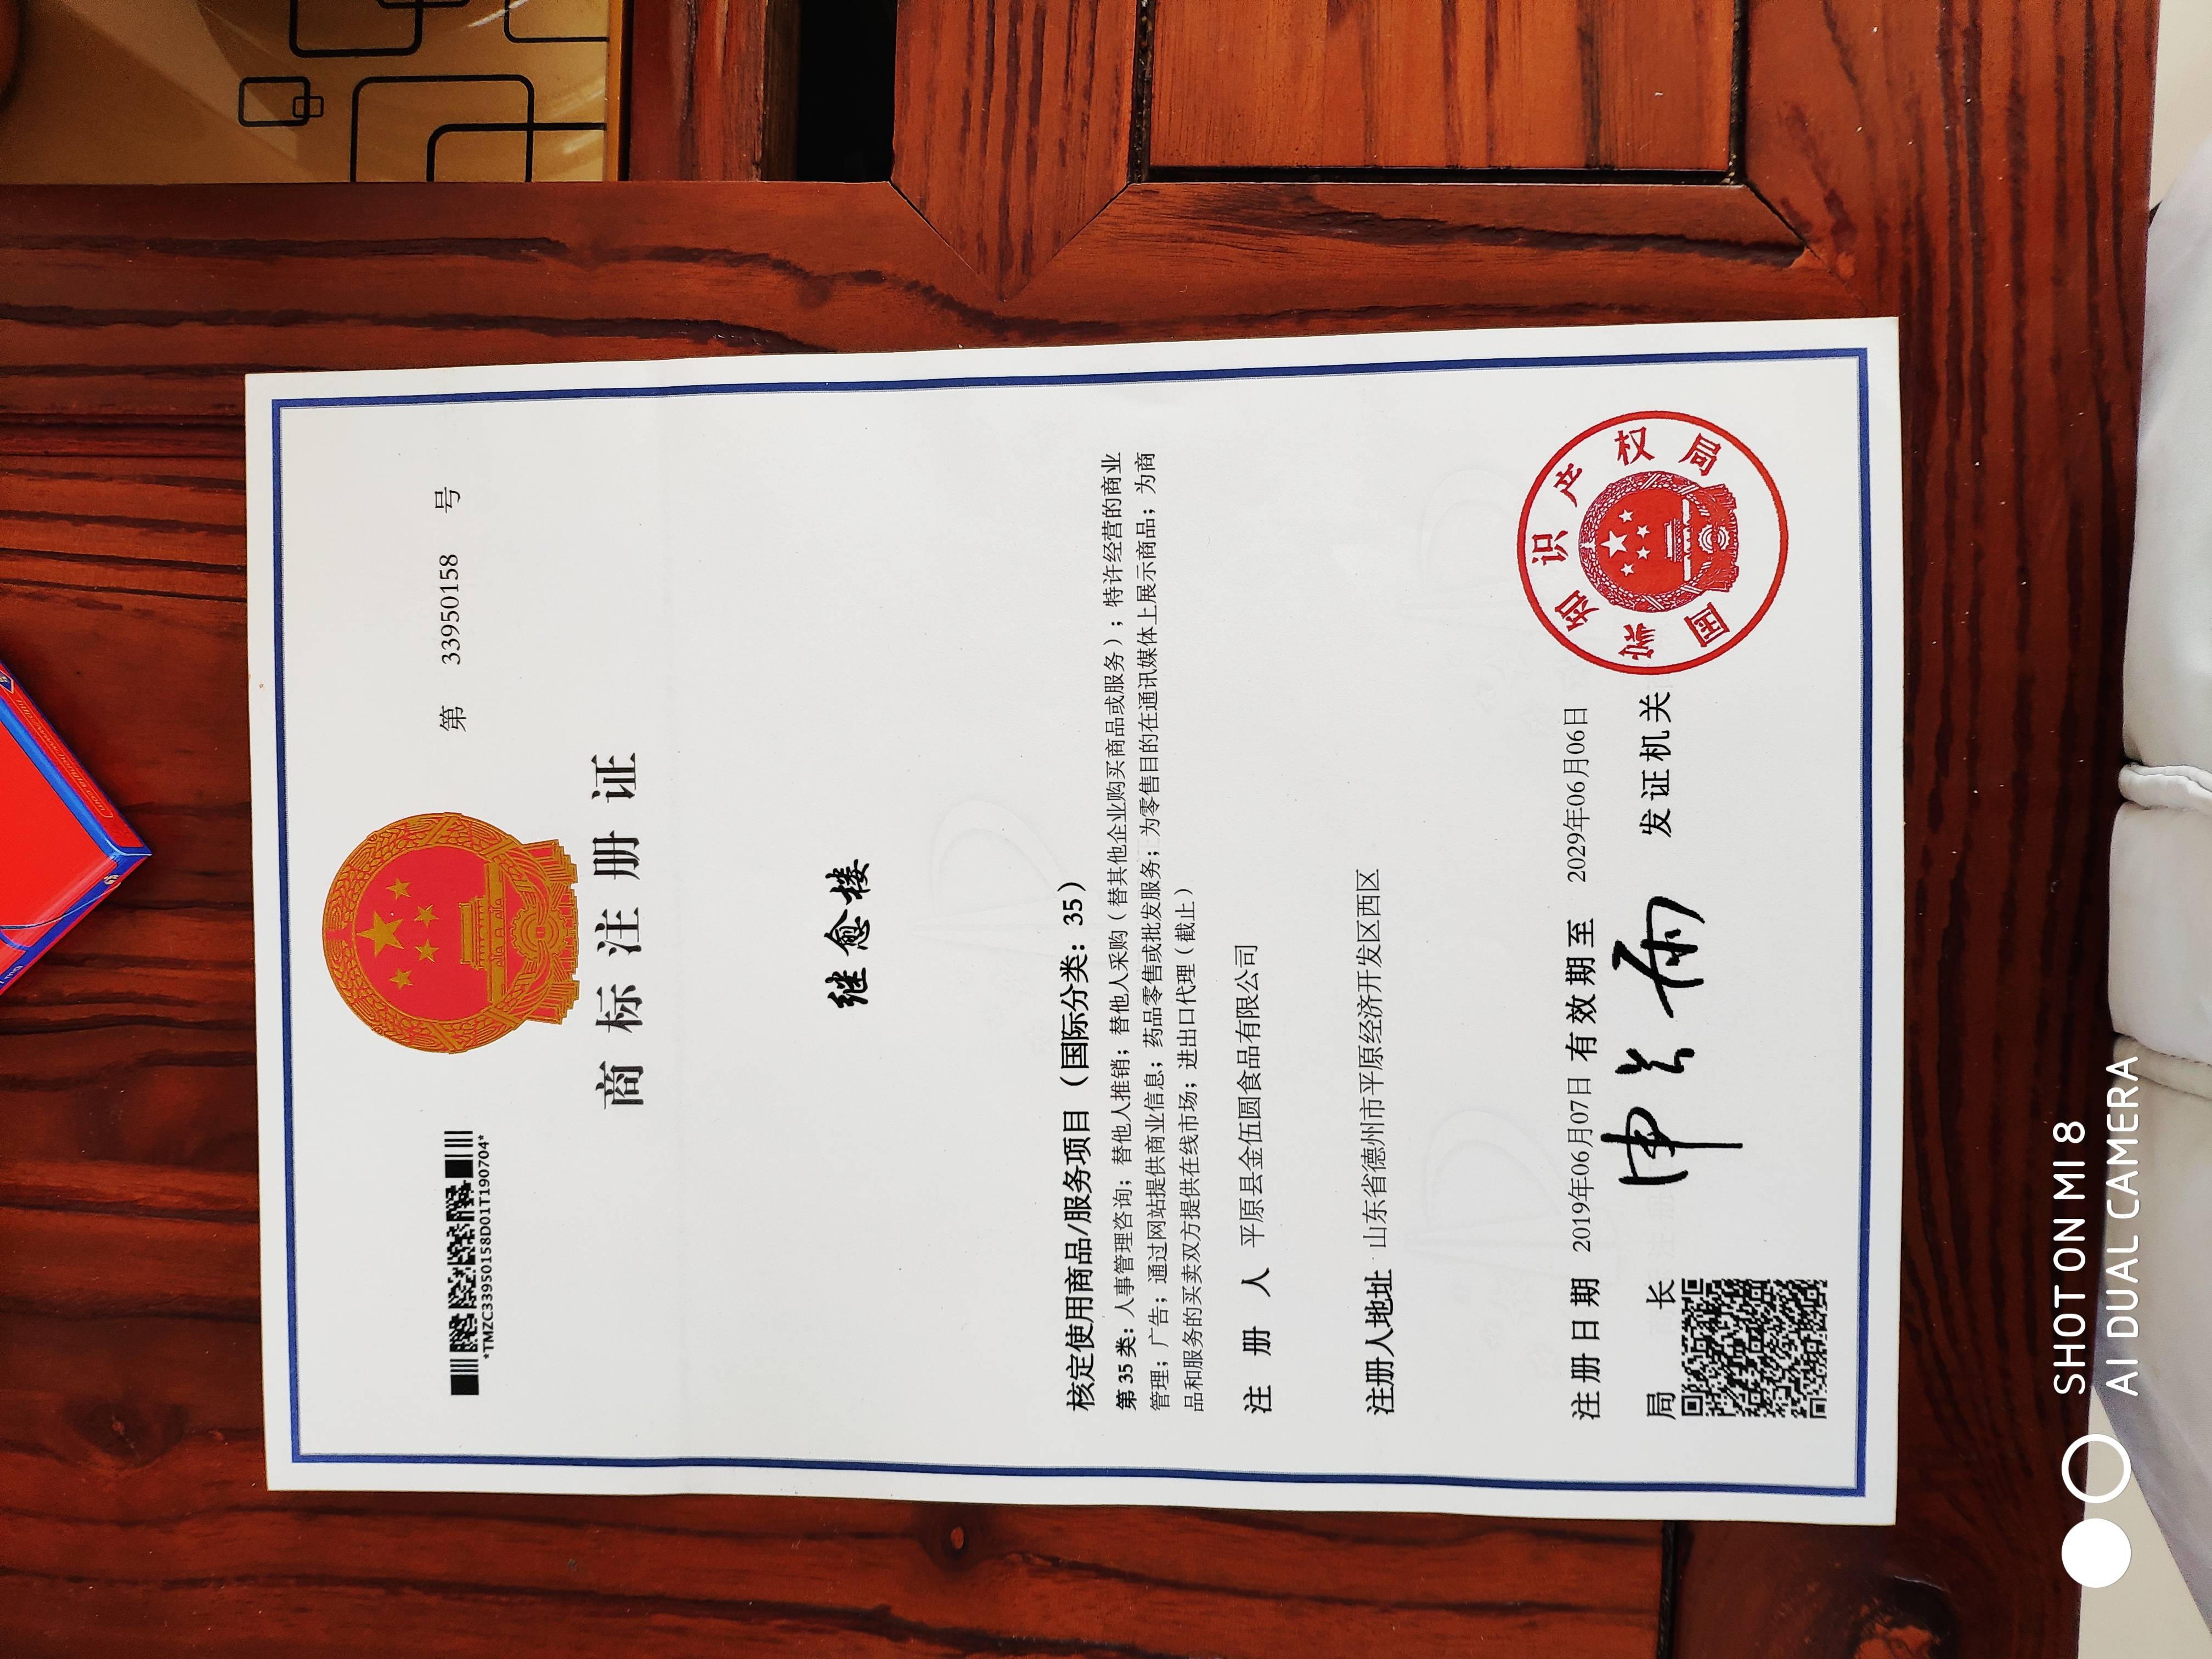 *TMZC33950158D01T190704*
第 33950158 号
商标注册证
继愈楼
核定使用商品/服务项目（国际分类：35）
第 35 类：人事管理咨询；替他人推销；替他人采购（替其他企业购买商品或服务）；特许经营的商业
管理；广告；通过网站提供商业信息；药品零售或批发服务；为零售目的在通讯媒体上展示商品；为商
品和服务的买卖双方提供在线市场；进出口代理（截止）
注 册 人 平原县金伍圆食品有限公司
注册人地址 山东省德州市平原经济开发区西区
注册日期 2019年06月07日 有效期至 2029年06月06日
局 长 申长雨 发证机关
国家知识产权局
SHOT ON MI 8
AI DUAL CAMERA